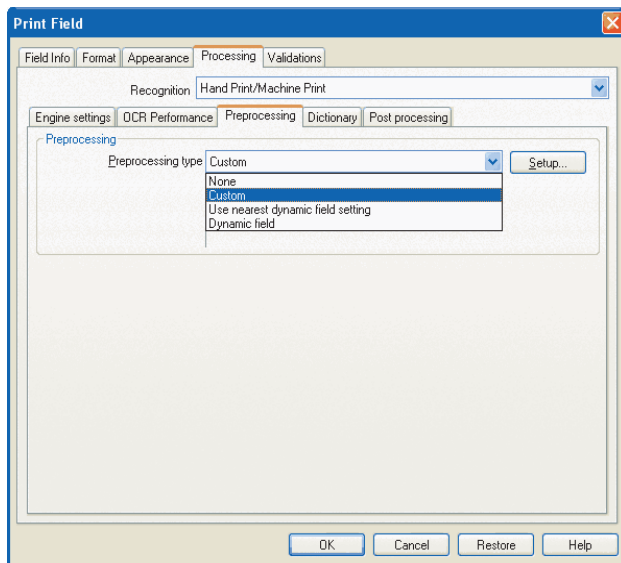 Print Field
Field Info Format Appearance Processing Validations
Recognition Hand Print/Machine Print
Engine settings OCR Performance Preprocessing Dictionary Post processing
Preprocessing
Preprocessing type Custom Setup...
None
Custom
Use nearest dynamic field setting
Dynamic field
OK Cancel Restore Help